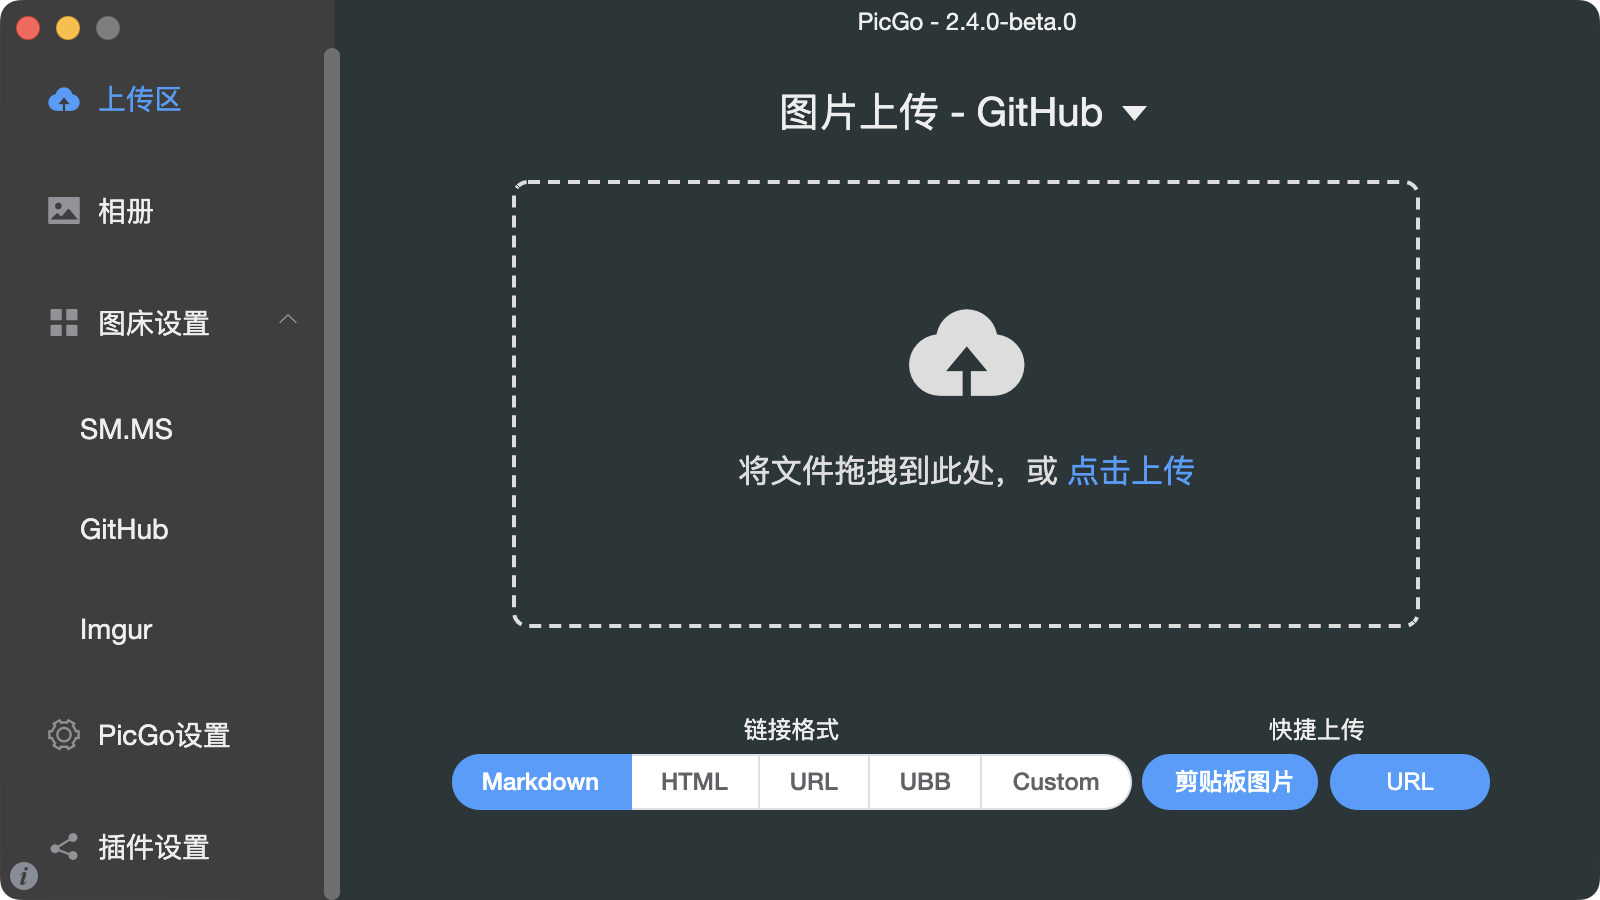 PicGo - 2.4.0-beta.0
上传区
相册
图床设置
SM.MS
GitHub
Imgur
PicGo设置
插件设置
i
图片上传 - GitHub
将文件拖拽到此处，或 点击上传
链接格式
Markdown HTML URL UBB Custom
快捷上传
剪贴板图片 URL